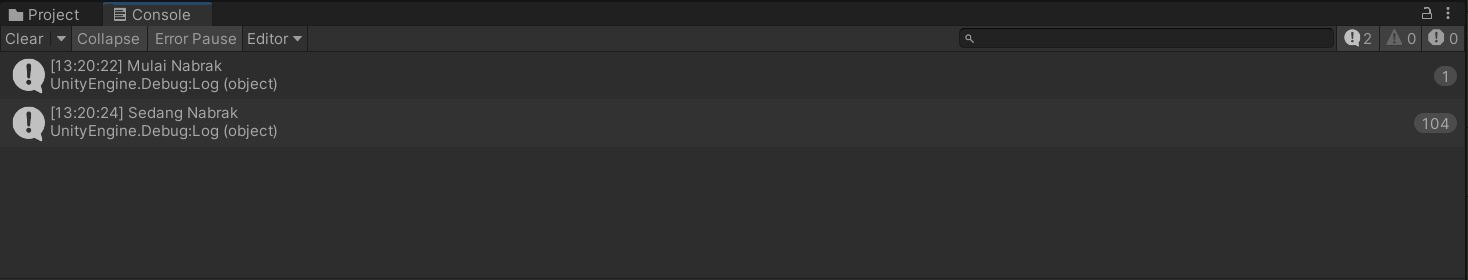 Project Console
Clear Collapse Error Pause Editor 2 0 0
[13:20:22] Mulai Nabrak
UnityEngine.Debug:Log (object)
1
[13:20:24] Sedang Nabrak
UnityEngine.Debug:Log (object)
104